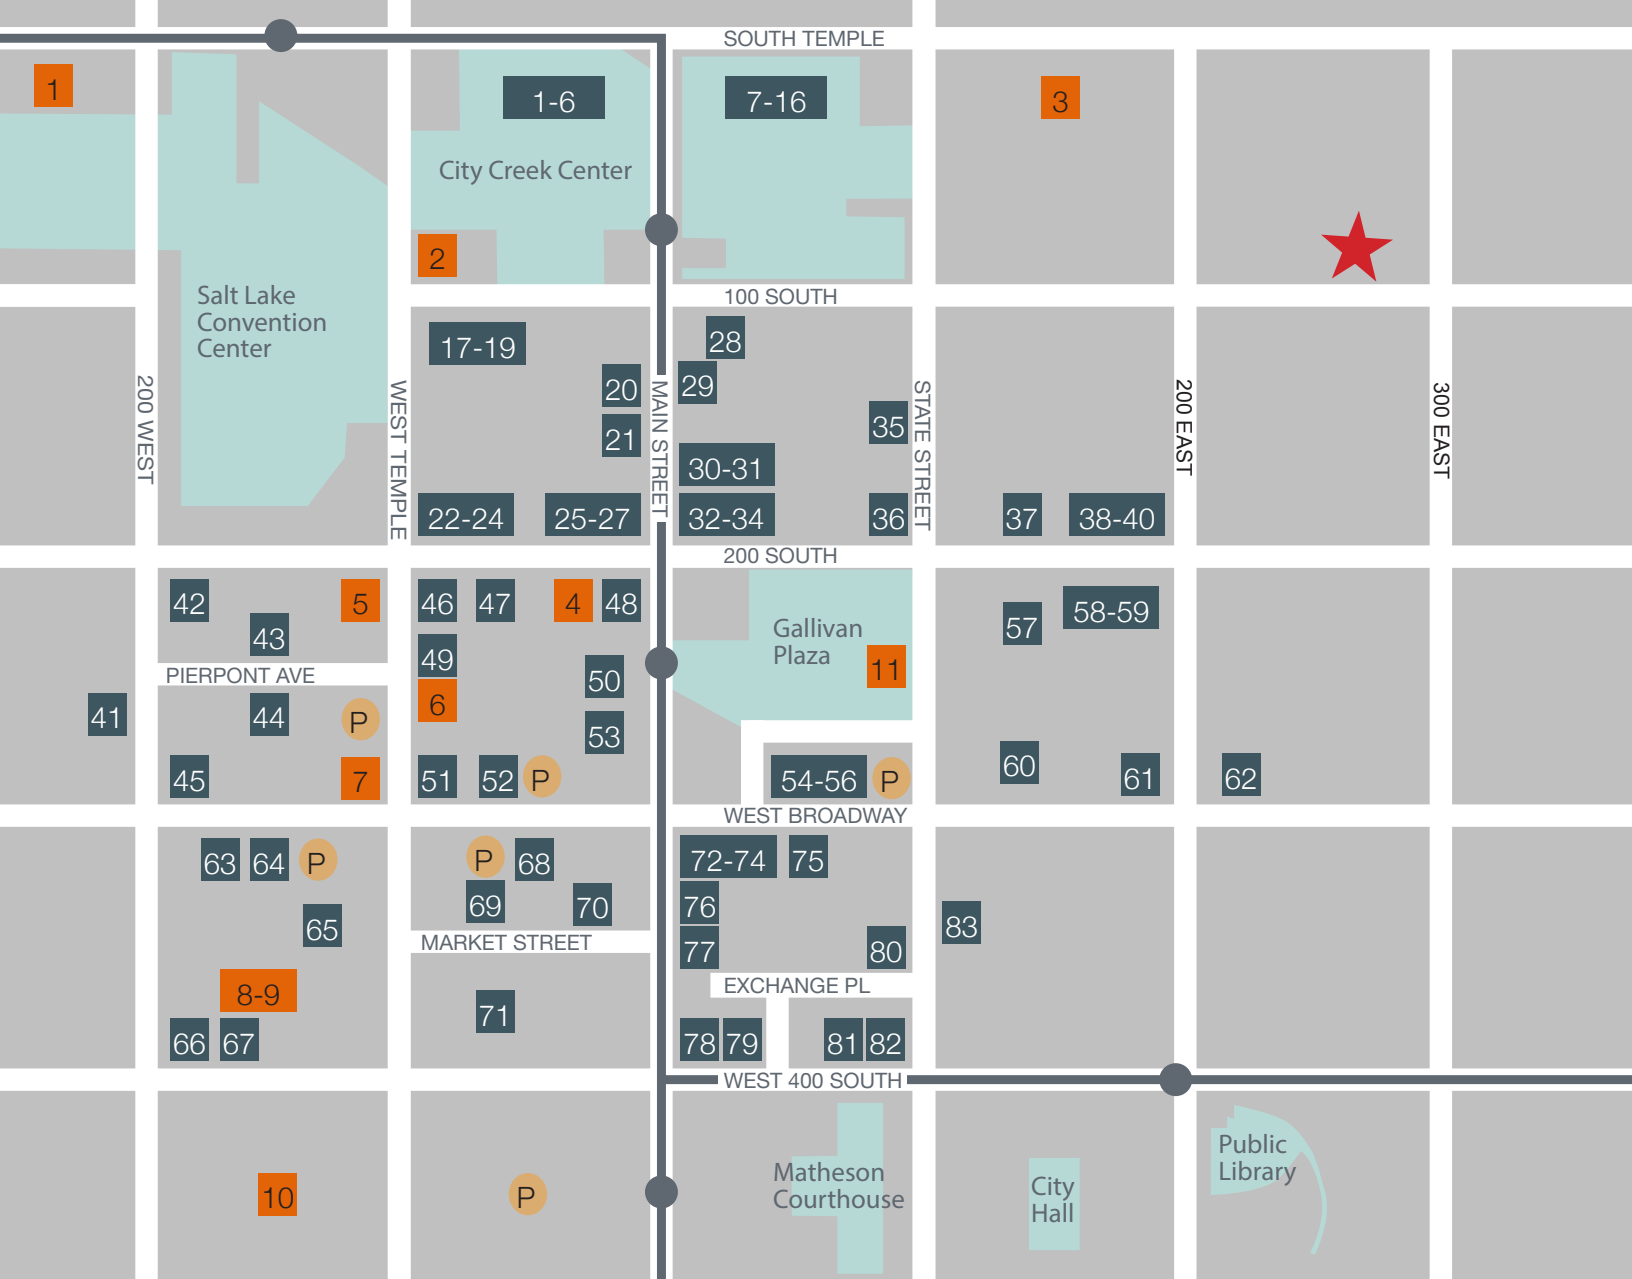 SOUTH TEMPLE
1
1-6
7-16
3
City Creek Center
2
Salt Lake
Convention
Center
100 SOUTH
17-19
28
20
29
21
35
30-31
200 WEST
WEST TEMPLE
MAIN STREET
STATE STREET
200 EAST
300 EAST
22-24
25-27
32-34
36
37
38-40
200 SOUTH
42
5
46
47
4
48
43
49
Gallivan
Plaza
11
57
58-59
PIERPONT AVE
50
41
44
P
6
53
45
7
51
52
P
54-56
P
60
61
62
WEST BROADWAY
63
64
P
P
68
72-74
75
69
70
76
65
83
MARKET STREET
77
80
8-9
EXCHANGE PL
71
66
67
78
79
81
82
WEST 400 SOUTH
10
P
Matheson
Courthouse
City
Hall
Public
Library